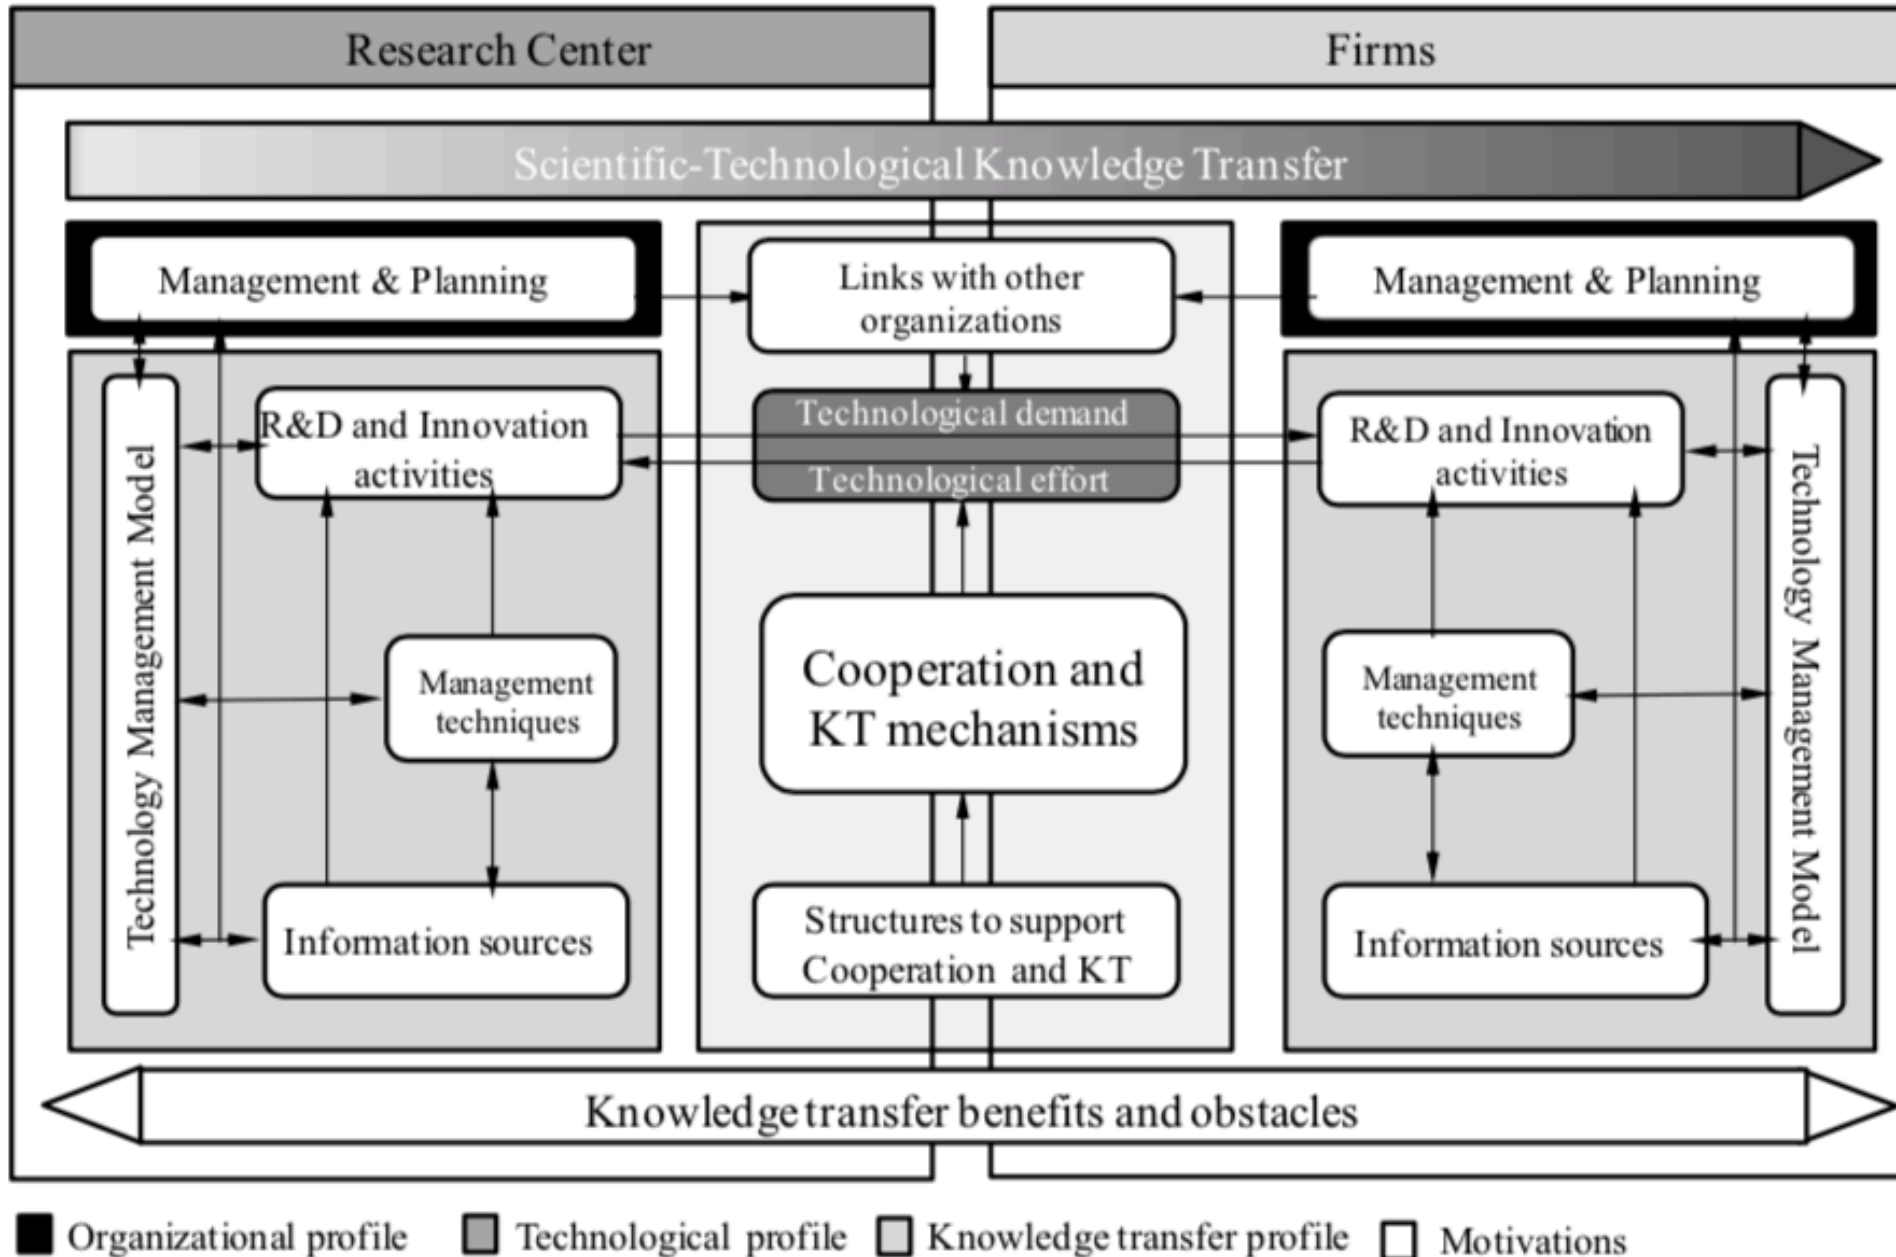 Research Center
Firms
Scientific-Technological Knowledge Transfer
Management & Planning
Links with other
organizations
Management & Planning
Technology Management Model
R&D and Innovation
activities
Technological demand
Technological effort
R&D and Innovation
activities
Technology Management Model
Management
techniques
Cooperation and
KT mechanisms
Management
techniques
Information sources
Structures to support
Cooperation and KT
Information sources
Knowledge transfer benefits and obstacles
Organizational profile
Technological profile
Knowledge transfer profile
Motivations